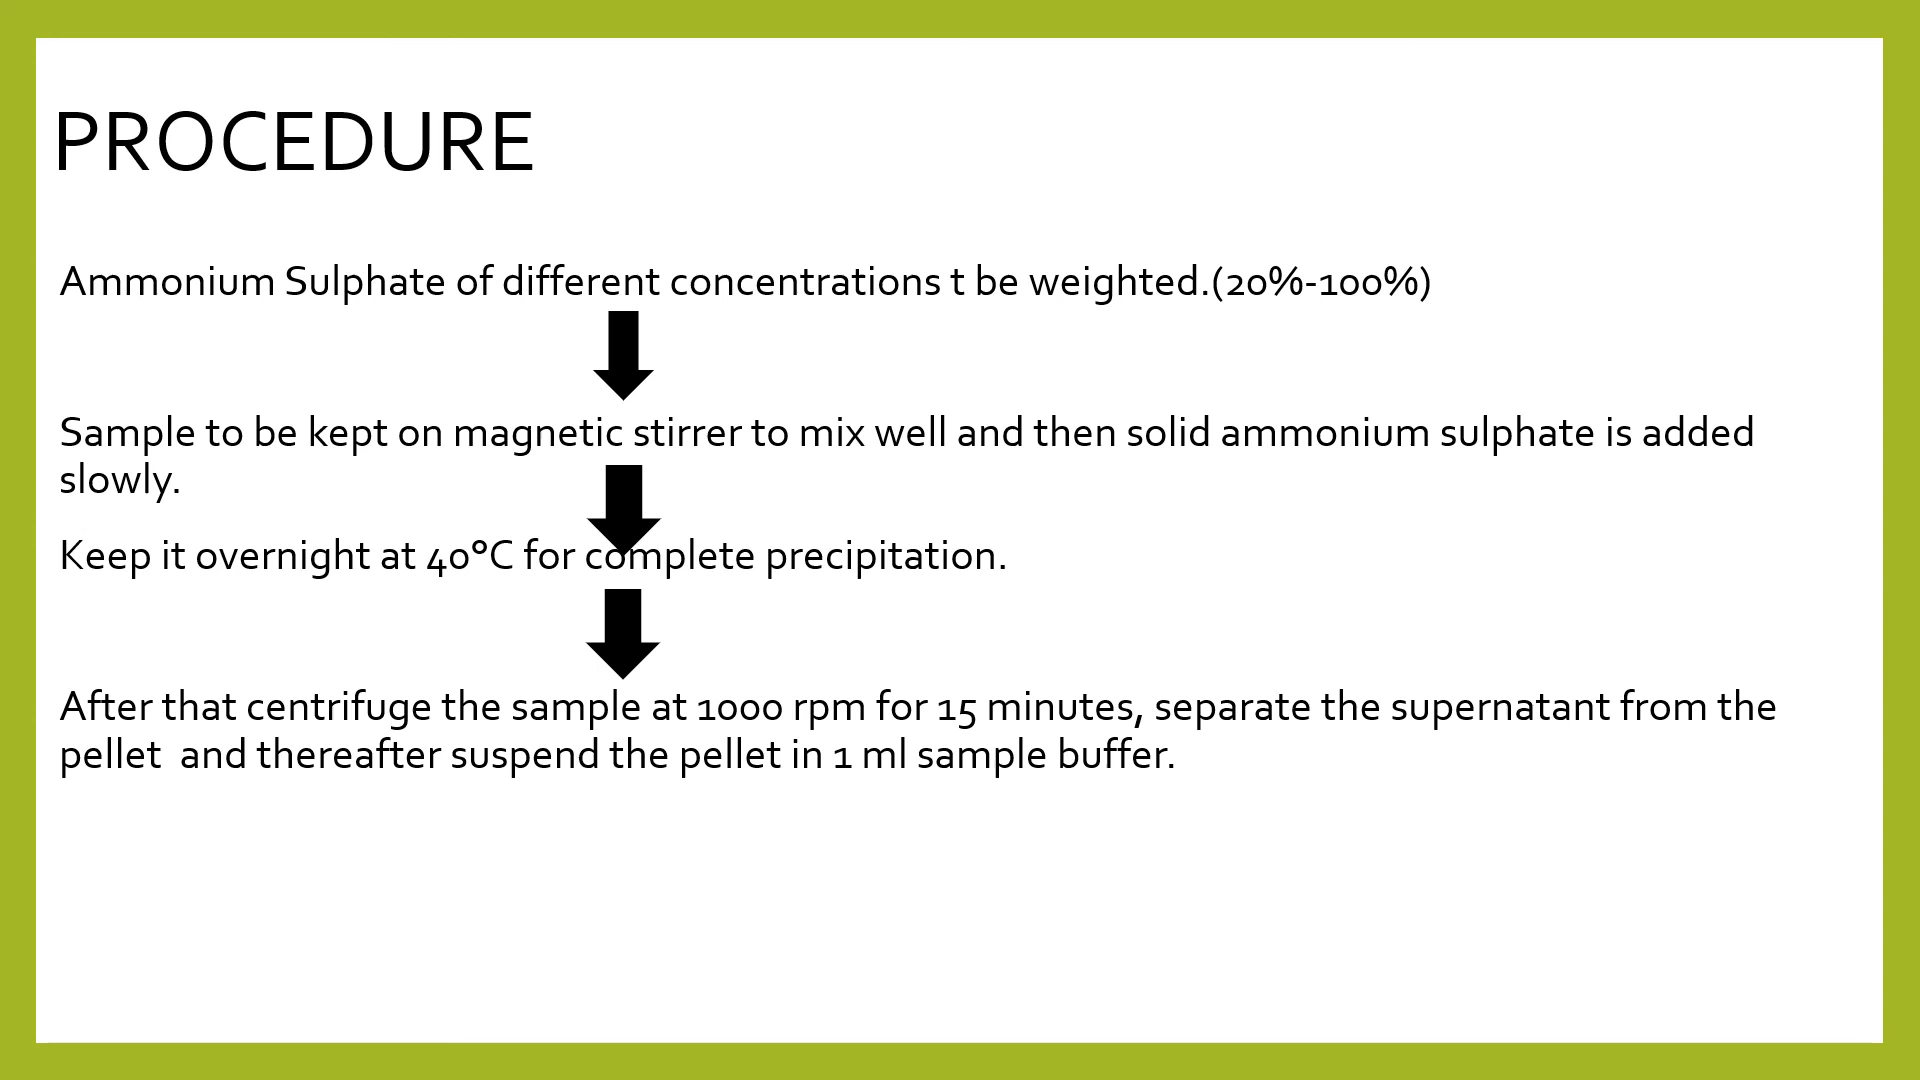 PROCEDURE
Ammonium Sulphate of different concentrations t be weighted.(20%-100%)
Sample to be kept on magnetic stirrer to mix well and then solid ammonium sulphate is added
slowly.
Keep it overnight at 40°C for complete precipitation.
After that centrifuge the sample at 1000 rpm for 15 minutes, separate the supernatant from the
pellet  and thereafter suspend the pellet in 1 ml sample buffer.